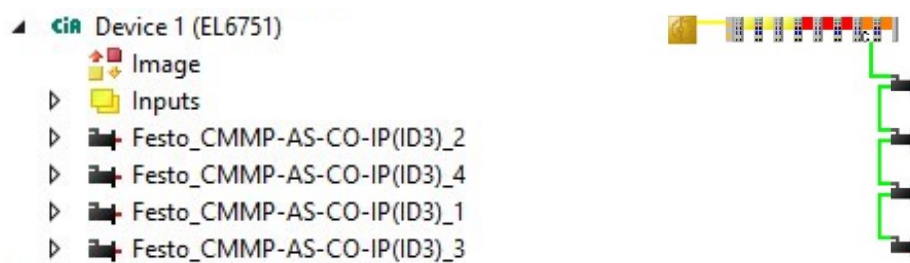 CiA Device 1 (EL6751)
Image
Inputs
Festo_CMMP-AS-CO-IP(ID3)_2
Festo_CMMP-AS-CO-IP(ID3)_4
Festo_CMMP-AS-CO-IP(ID3)_1
Festo_CMMP-AS-CO-IP(ID3)_3